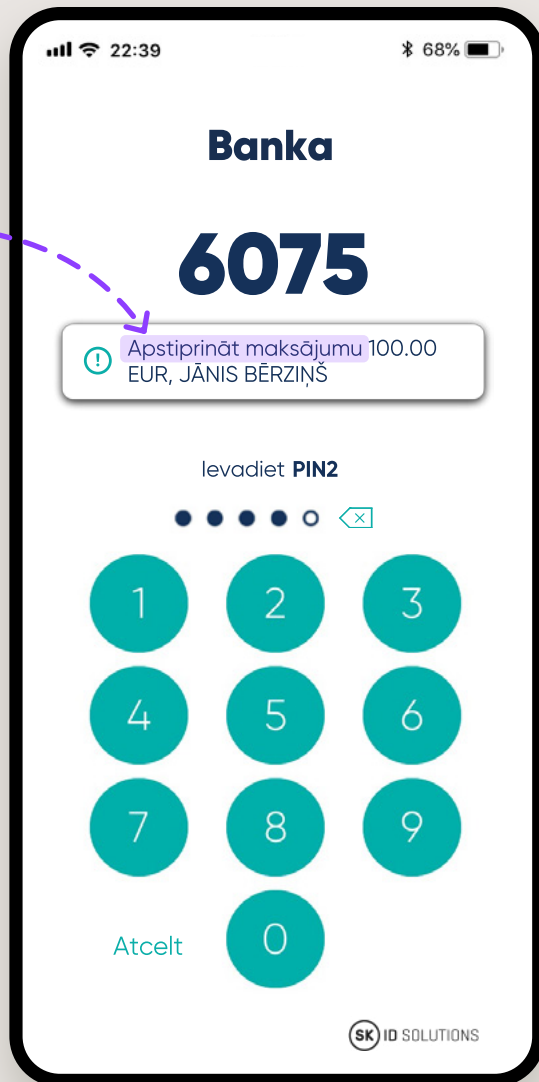 22:39 68%
Banka
6075
Apstiprināt maksājumu 100.00
EUR, JĀNIS BĒRZIŅŠ
Ievadiet PIN2
1 2 3
4 5 6
7 8 9
Atcelt 0
SK ID SOLUTIONS